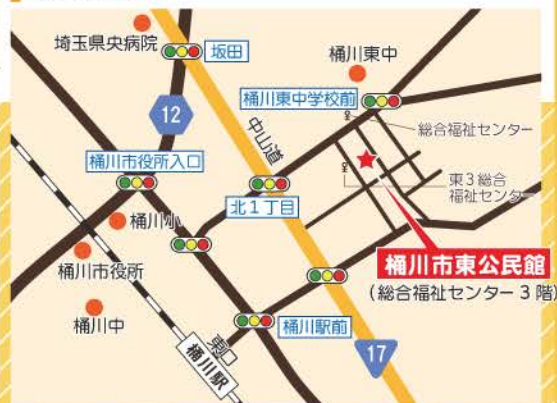 埼玉県央病院
坂田
桶川東中
12
桶川東中学校前
総合福祉センター
中山道
桶川市役所入口
東3総合
福祉センター
北1丁目
桶川小
桶川市役所
桶川市東公民館
(総合福祉センター3階)
桶川中
桶川駅前
東口
桶川駅
17